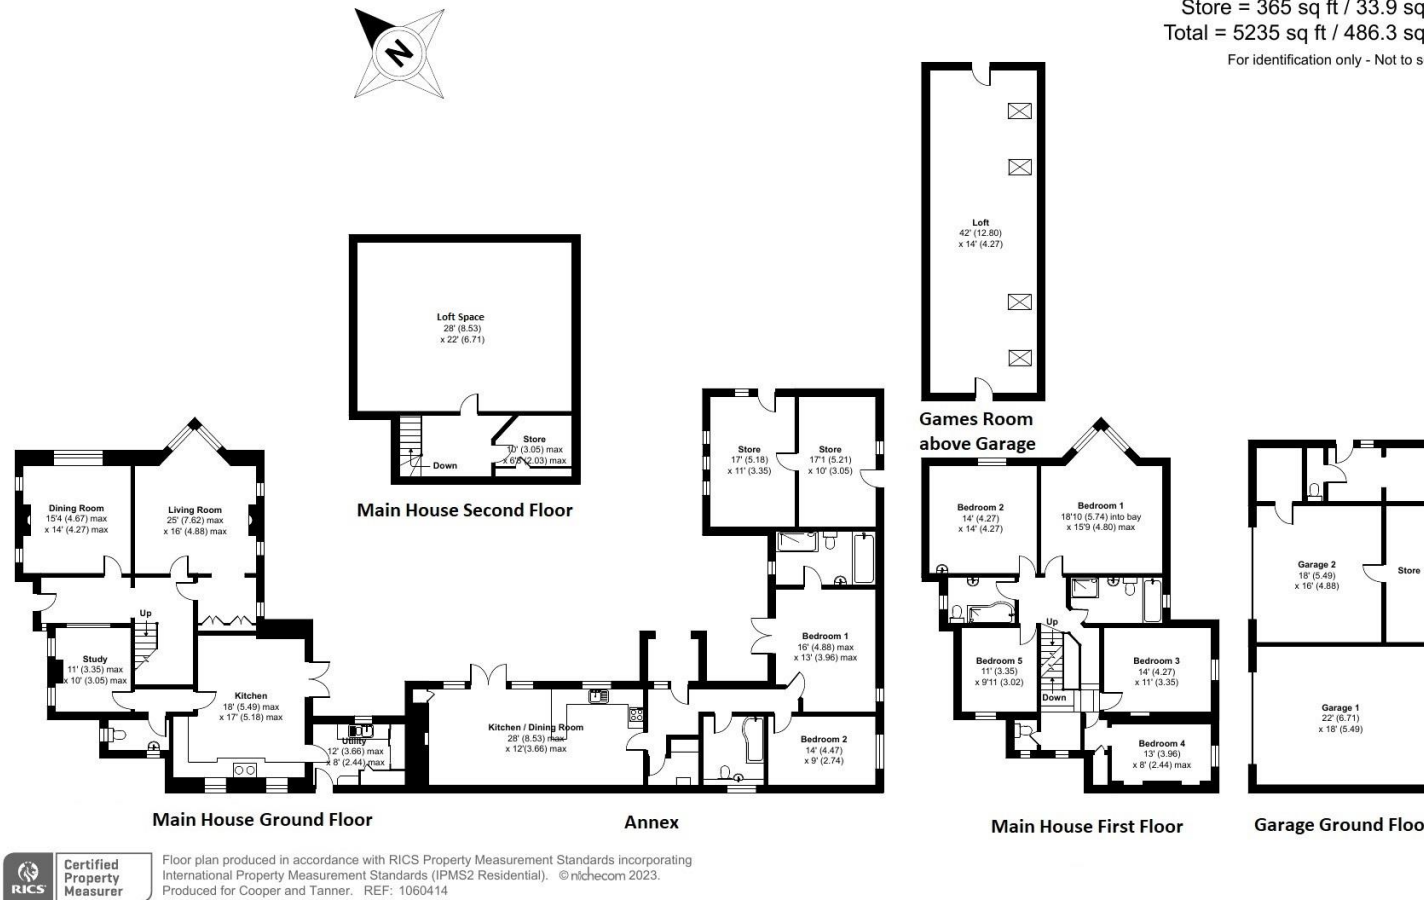 Store = 365 sq ft / 33.9 sq
Total = 5235 sq ft / 486.3 sq
For identification only - Not to s
N
Loft
42' (12.80)
x 14' (4.27)
Games Room
above Garage
Loft Space
28' (8.53)
x 22' (6.71)
Store
10' (3.05) max
x 6'8 (2.03) max
Down
Main House Second Floor
Dining Room
15'4 (4.67) max
x 14' (4.27) max
Living Room
25' (7.62) max
x 16' (4.88) max
Up
Study
11' (3.35) max
x 10' (3.05) max
Kitchen
18' (5.49) max
x 17' (5.18) max
Utility
12' (3.66) max
x 8' (2.44) max
Main House Ground Floor
Store
17' (5.18)
x 11' (3.35)
Store
17'1 (5.21)
x 10' (3.05)
Bedroom 1
16' (4.88) max
x 13' (3.96) max
Kitchen / Dining Room
28' (8.53) max
x 12'(3.66) max
Bedroom 2
14' (4.47)
x 9' (2.74)
Annex
Bedroom 2
14' (4.27)
x 14' (4.27)
Bedroom 1
18'10 (5.74) into bay
x 15'9 (4.80) max
Up
Bedroom 5
11' (3.35)
x 9'11 (3.02)
Bedroom 3
14' (4.27)
x 11' (3.35)
Down
Bedroom 4
13' (3.96)
x 8' (2.44) max
Main House First Floor
Garage 2
18' (5.49)
x 16' (4.88)
Store
Garage 1
22' (6.71)
x 18' (5.49)
Garage Ground Floo
RICS
Certified
Property
Measurer
Floor plan produced in accordance with RICS Property Measurement Standards incorporating
International Property Measurement Standards (IPMS2 Residential). © nichecom 2023.
Produced for Cooper and Tanner. REF: 1060414